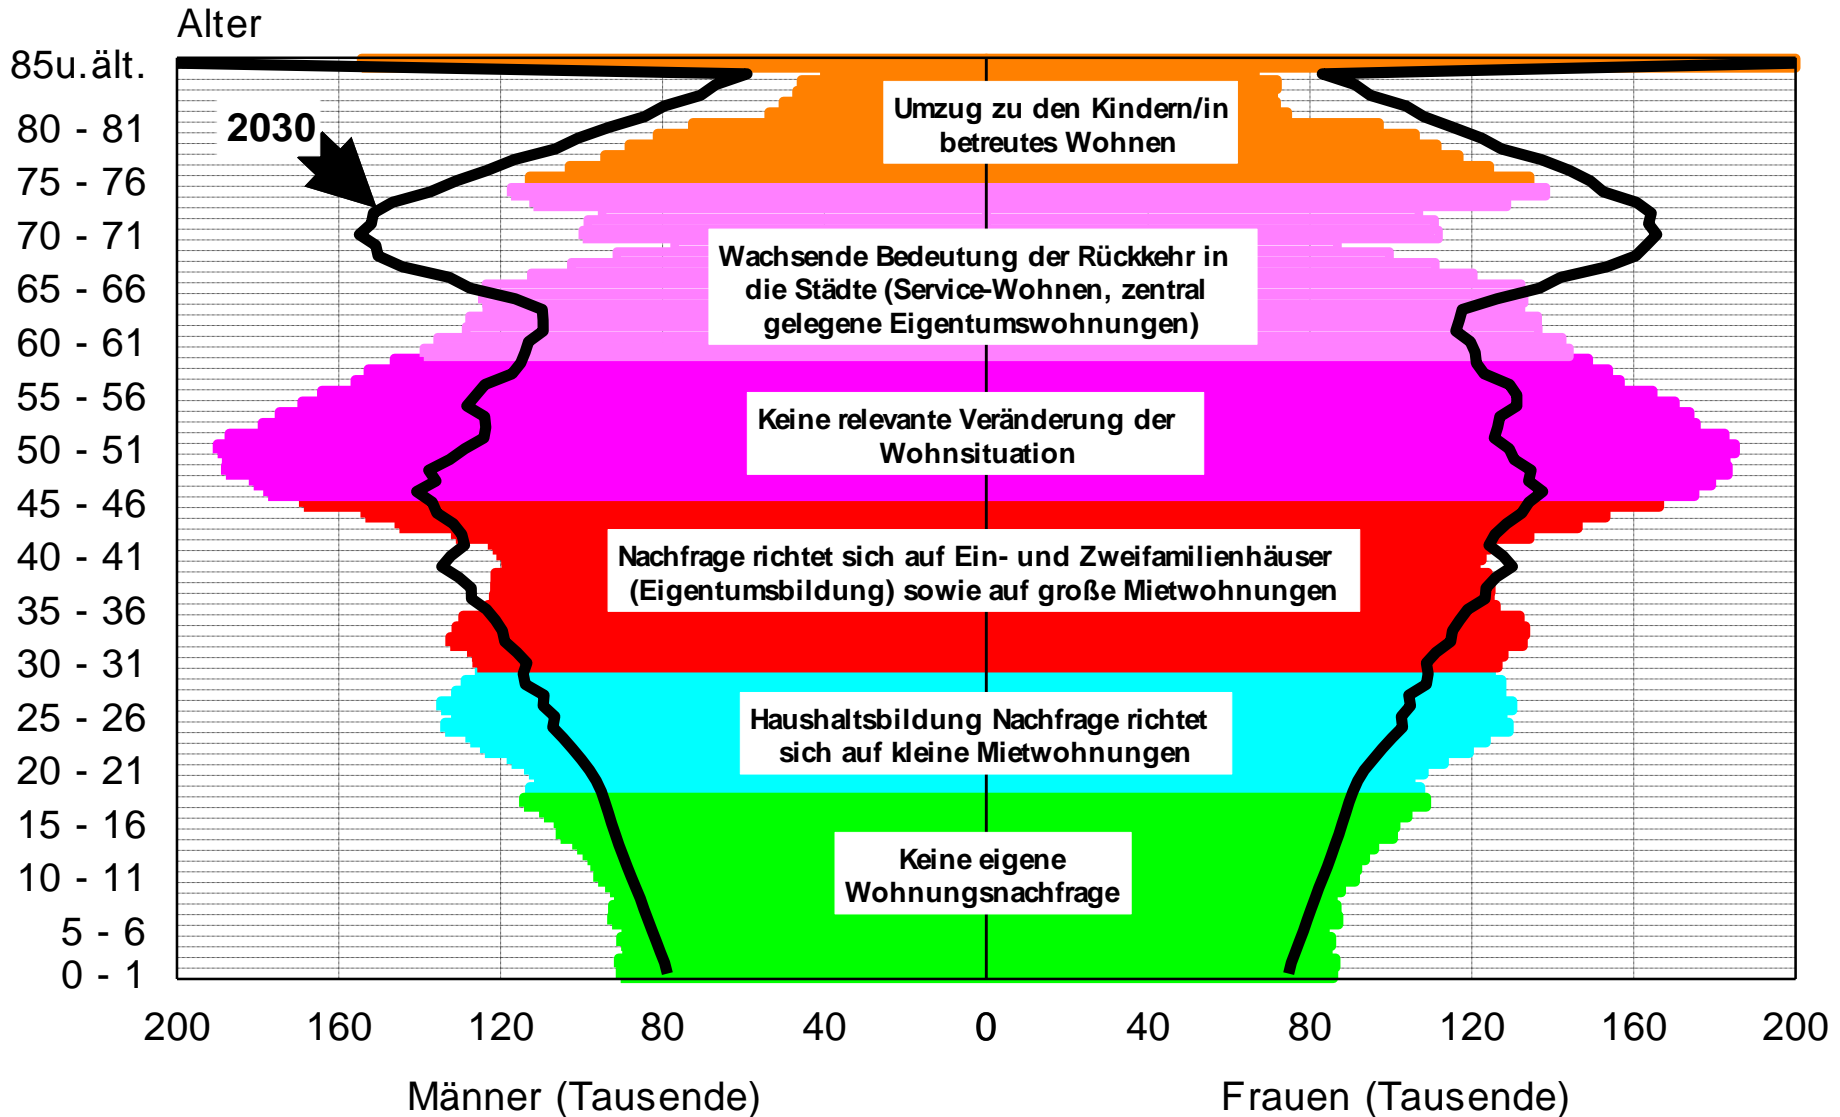 Alter
85u.ält.
80 - 81
75 - 76
70 - 71
65 - 66
60 - 61
55 - 56
50 - 51
45 - 46
40 - 41
35 - 36
30 - 31
25 - 26
20 - 21
15 - 16
10 - 11
5 - 6
0 - 1
2030
Umzug zu den Kindern/in
betreutes Wohnen
Wachsende Bedeutung der Rückkehr in
die Städte (Service-Wohnen, zentral
gelegene Eigentumswohnungen)
Keine relevante Veränderung der
Wohnsituation
Nachfrage richtet sich auf Ein- und Zweifamilienhäuser
(Eigentumsbildung) sowie auf große Mietwohnungen
Haushaltsbildung Nachfrage richtet
sich auf kleine Mietwohnungen
Keine eigene
Wohnungsnachfrage
200 160 120 80 40 0 40 80 120 160 200
Männer (Tausende) Frauen (Tausende)